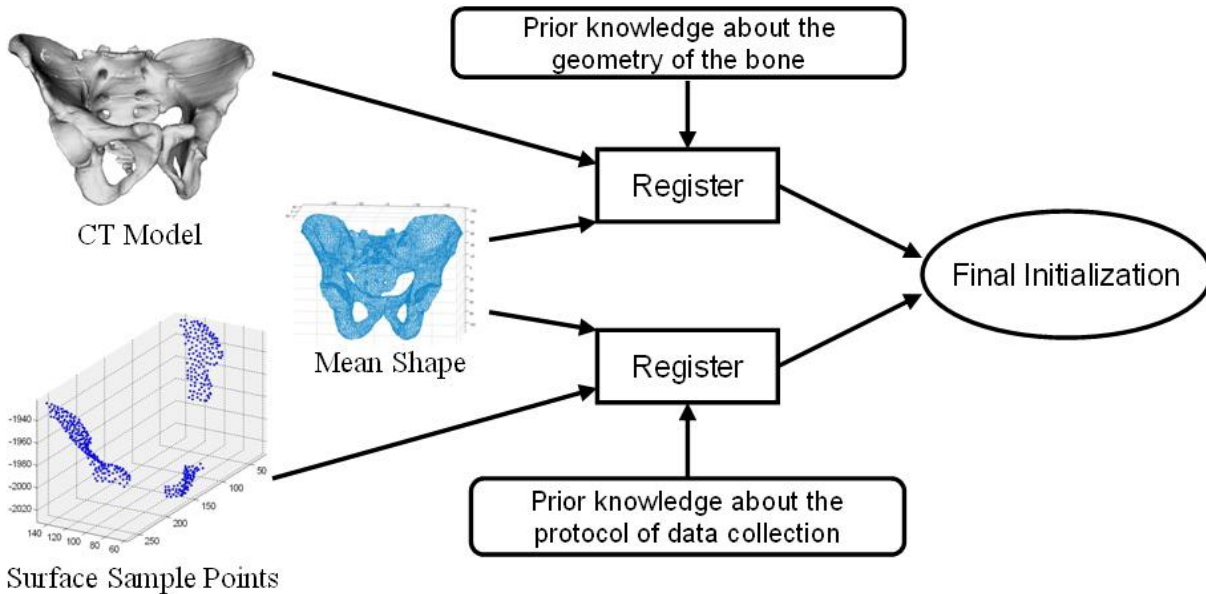 Prior knowledge about the
geometry of the bone
Register
CT Model
Final Initialization
Mean Shape
Register
-1940
-1960
-1980
-2000
-2020
140 120 100 80 60
250
200
150
100
50
Prior knowledge about the
protocol of data collection
Surface Sample Points